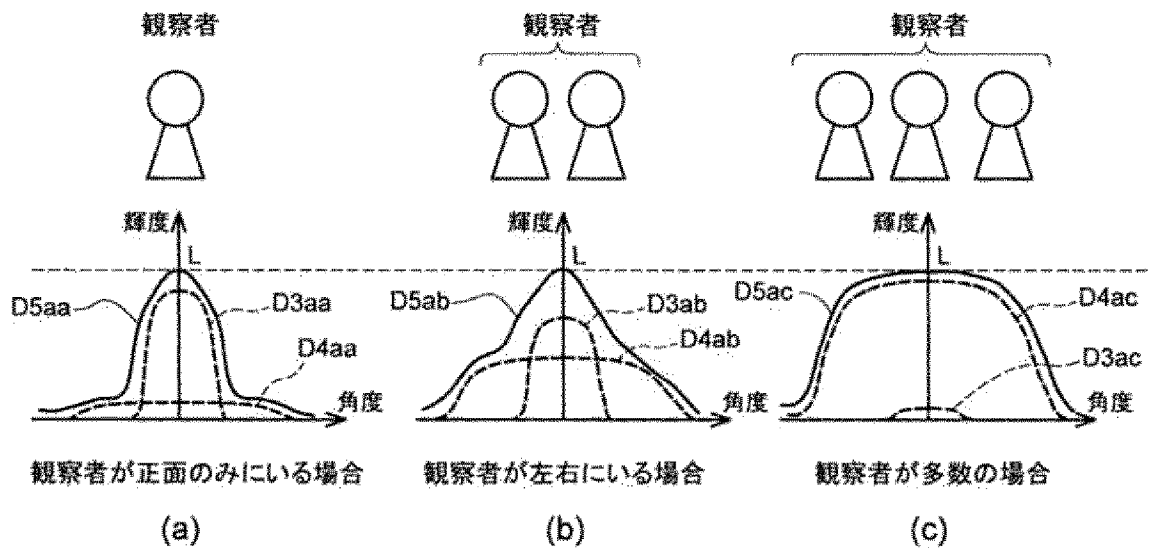 観察者
観察者
観察者
輝度
L
D5aa
D3aa
D4aa
角度
輝度
L
D5ab
D3ab
D4ab
角度
輝度
L
D5ac
D4ac
D3ac
角度
観察者が正面のみにいる場合
観察者が左右にいる場合
観察者が多数の場合
(a)
(b)
(c)